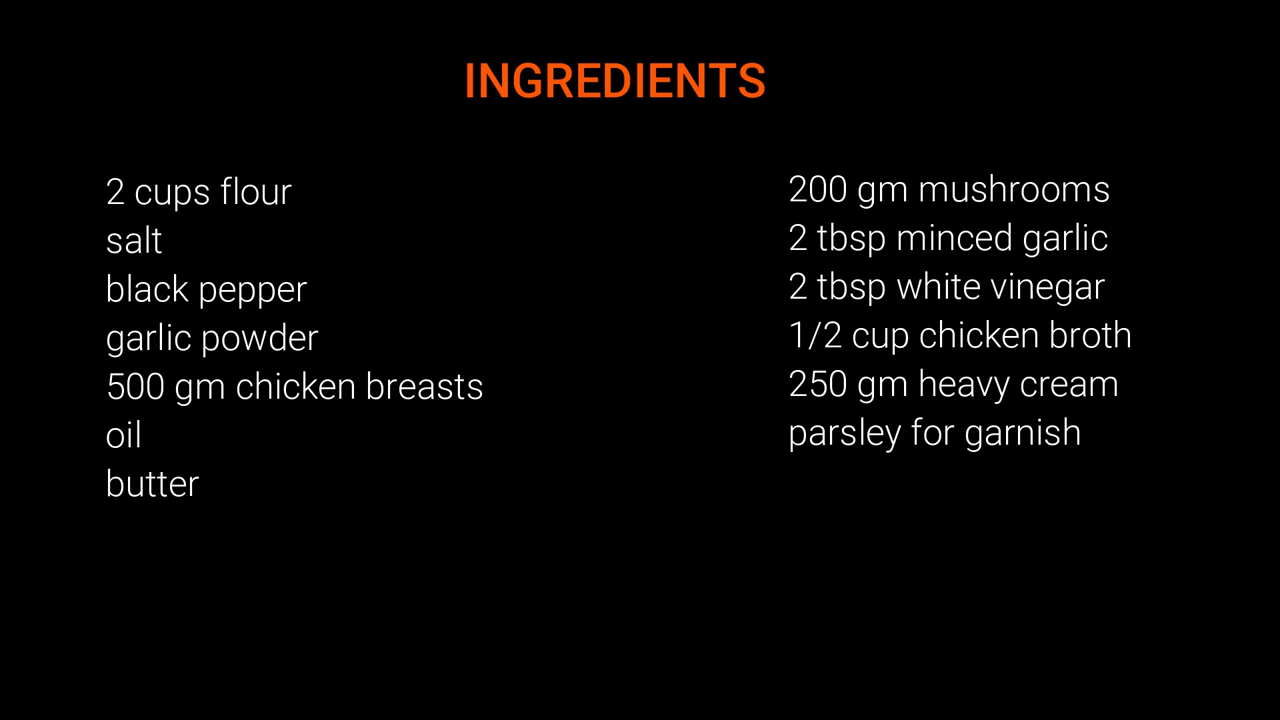 INGREDIENTS
2 cups flour
salt
black pepper
garlic powder
500 gm chicken breasts
oil
butter
200 gm mushrooms
2 tbsp minced garlic
2 tbsp white vinegar
1/2 cup chicken broth
250 gm heavy cream
parsley for garnish